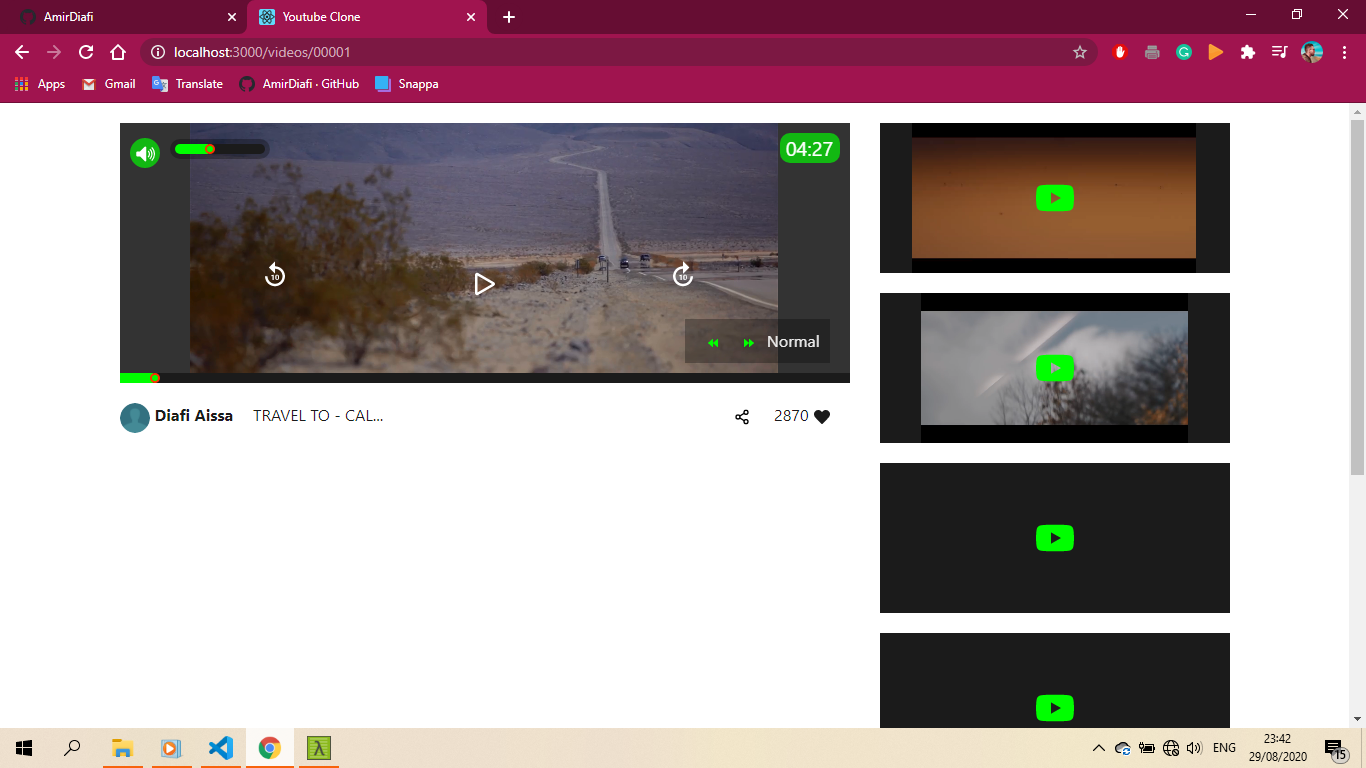 AmirDiafi
Youtube Clone
localhost:3000/videos/00001
Apps
Gmail
Translate
AmirDiafi · GitHub
Snappa
04:27
10
10
Normal
Diafi Aissa
TRAVEL TO - CAL...
2870
ENG
23:42
29/08/2020
15